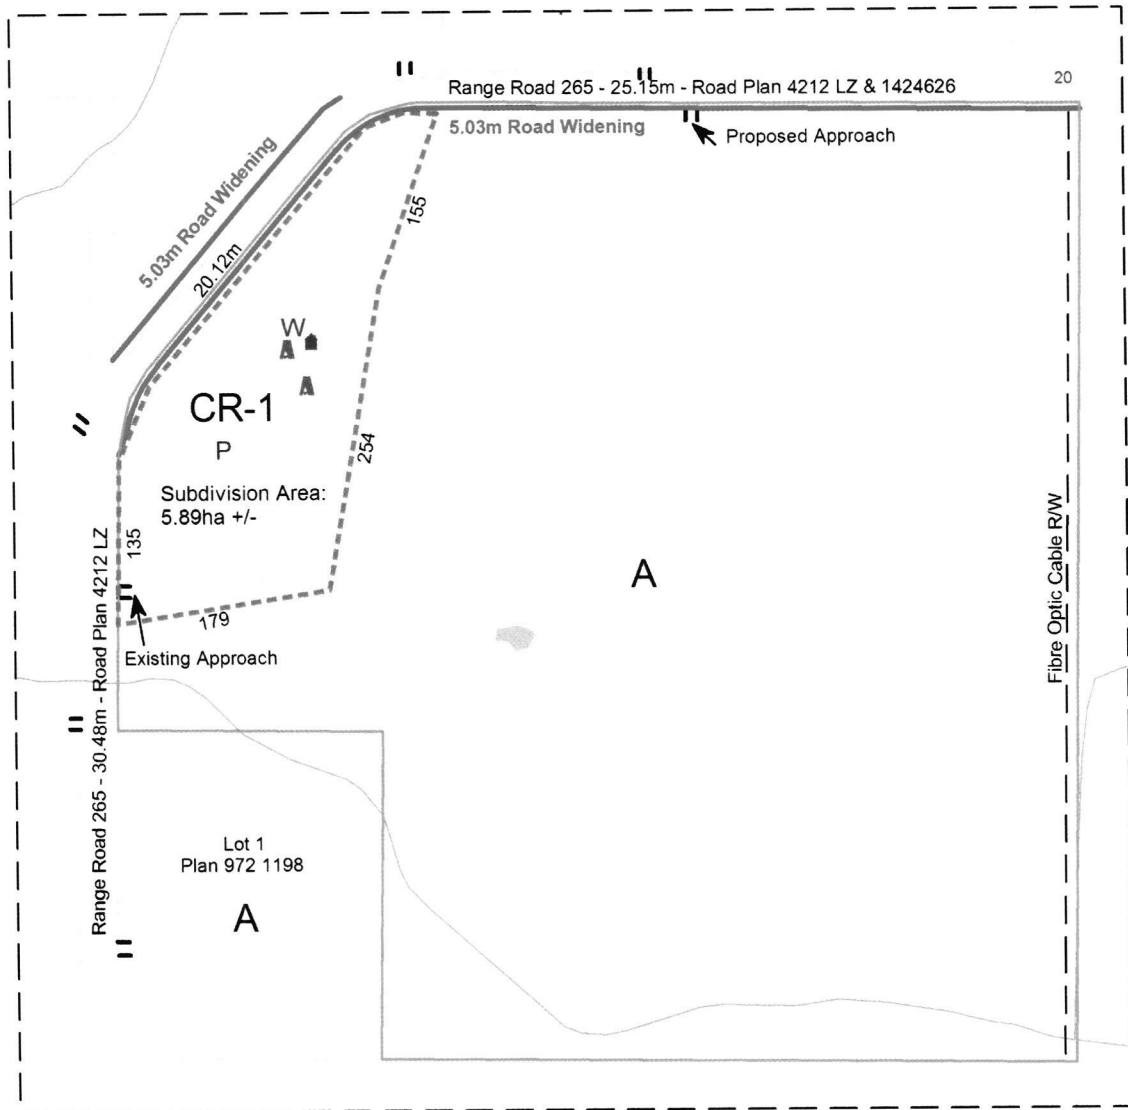 Range Road 265 - 25.15m - Road Plan 4212 LZ & 1424626
20
5.03m Road Widening
Proposed Approach
5.03m Road Widening
20.12m
155
W
CR-1
P
254
Subdivision Area:
5.89ha +/-
135
179
Existing Approach
A
Fibre Optic Cable R/W
Range Road 265 - 30.48m - Road Plan 4212 LZ
Lot 1
Plan 972 1198
A